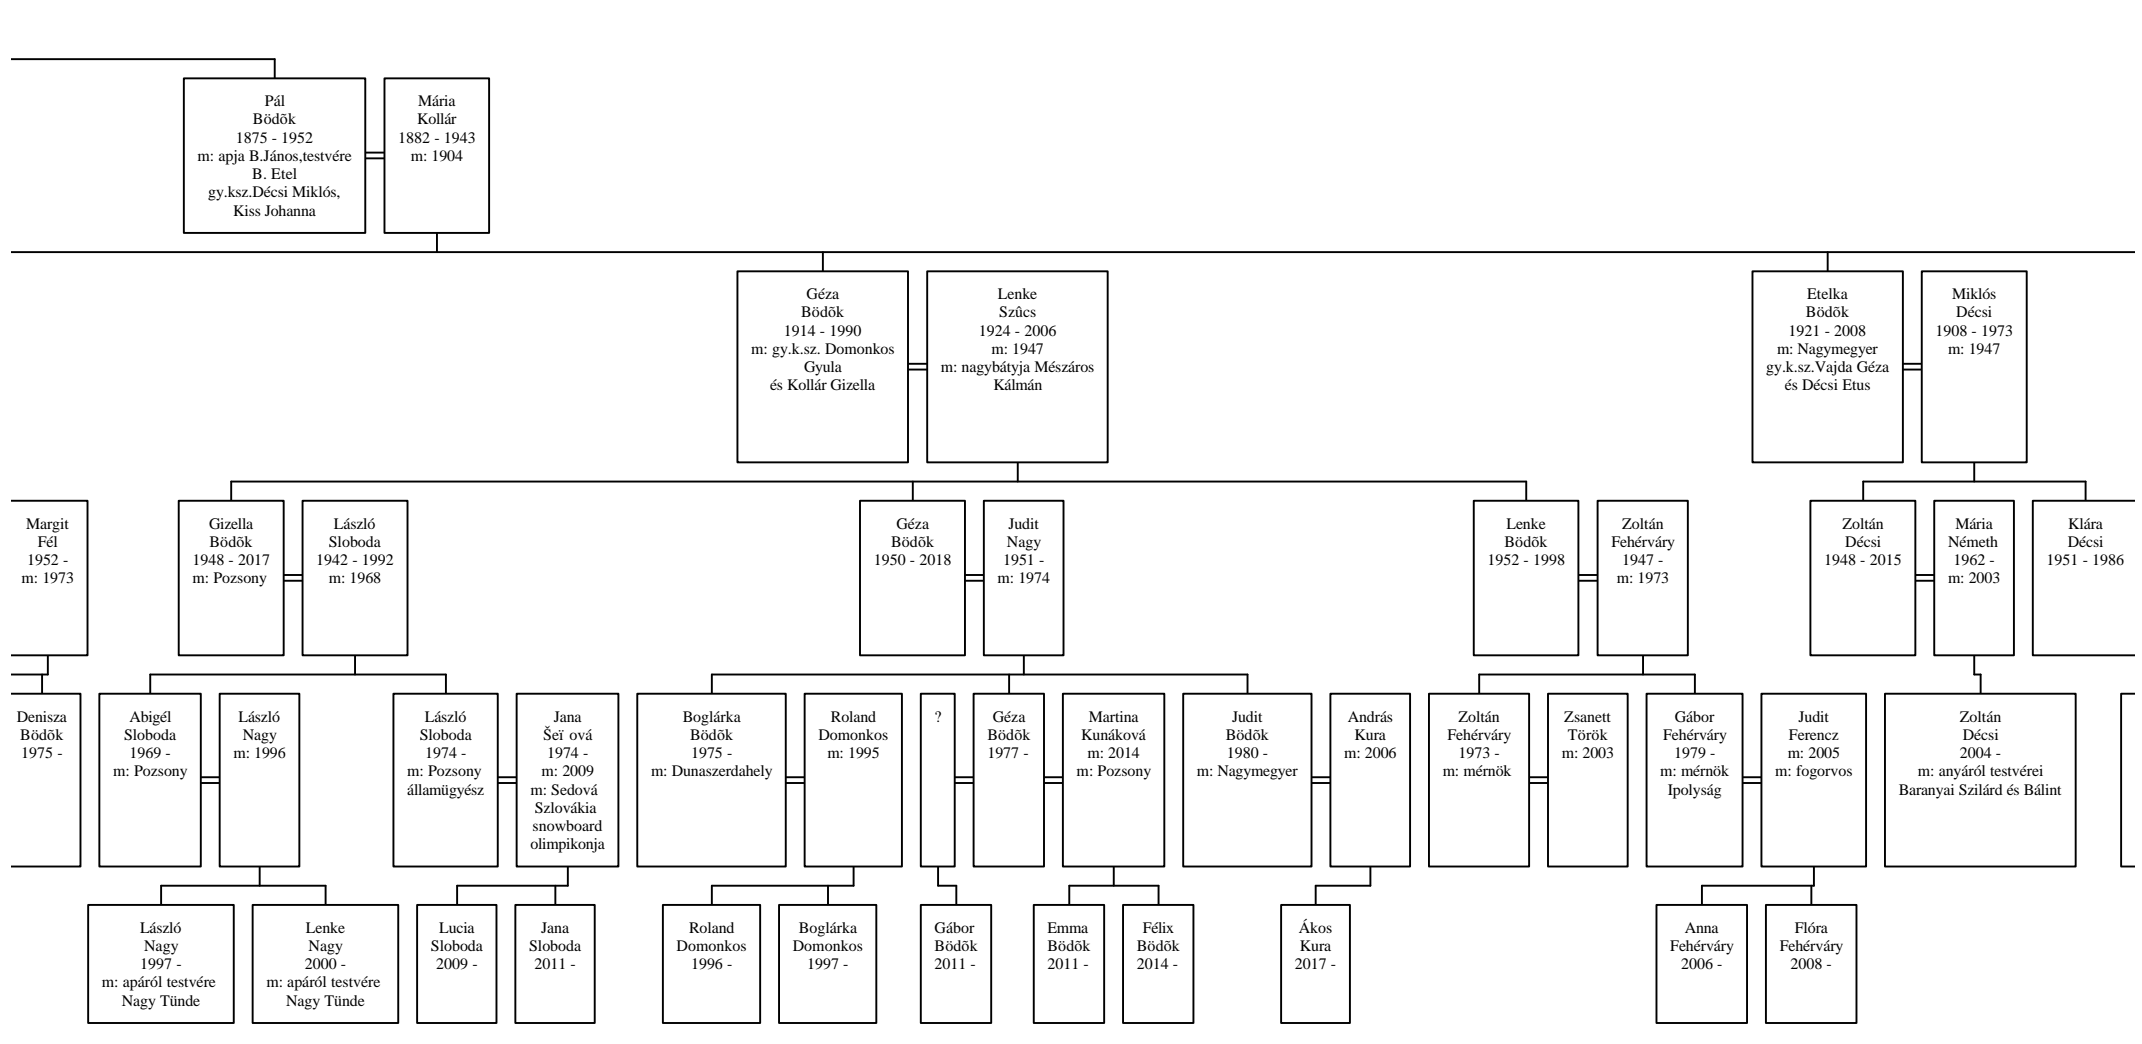 Pál
Bödõk
1875 - 1952
m: apja B.János,testvére
B. Etel
gy.ksz.Décsi Miklós,
Kiss Johanna
Mária
Kollár
1882 - 1943
m: 1904
Géza
Bödõk
1914 - 1990
m: gy.k.sz. Domonkos
Gyula
és Kollár Gizella
Lenke
Szûcs
1924 - 2006
m: 1947
m: nagybátyja Mészáros
Kálmán
Etelka
Bödõk
1921 - 2008
m: Nagymegyer
gy.k.sz.Vajda Géza
és Décsi Etus
Miklós
Décsi
1908 - 1973
m: 1947
Margit
Fél
1952 -
m: 1973
Gizella
Bödõk
1948 - 2017
m: Pozsony
László
Sloboda
1942 - 1992
m: 1968
Géza
Bödõk
1950 - 2018
Judit
Nagy
1951 -
m: 1974
Lenke
Bödõk
1952 - 1998
Zoltán
Fehérváry
1947 -
m: 1973
Zoltán
Décsi
1948 - 2015
Mária
Németh
1962 -
m: 2003
Klára
Décsi
1951 - 1986
Denisza
Bödõk
1975 -
Abigél
Sloboda
1969 -
m: Pozsony
László
Nagy
m: 1996
László
Sloboda
1974 -
m: Pozsony
államügyész
Jana
Šeï ová
1974 -
m: 2009
m: Sedová
Szlovákia
snowboard
olimpikonja
Boglárka
Bödõk
1975 -
m: Dunaszerdahely
Roland
Domonkos
m: 1995
?
Géza
Bödõk
1977 -
Martina
Kunáková
m: 2014
m: Pozsony
Judit
Bödõk
1980 -
m: Nagymegyer
András
Kura
m: 2006
Zoltán
Fehérváry
1973 -
m: mérnök
Zsanett
Török
m: 2003
Gábor
Fehérváry
1979 -
m: mérnök
Ipolyság
Judit
Ferencz
m: 2005
m: fogorvos
Zoltán
Décsi
2004 -
m: anyáról testvérei
Baranyai Szilárd és Bálint
László
Nagy
1997 -
m: apáról testvére
Nagy Tünde
Lenke
Nagy
2000 -
m: apáról testvére
Nagy Tünde
Lucia
Sloboda
2009 -
Jana
Sloboda
2011 -
Roland
Domonkos
1996 -
Boglárka
Domonkos
1997 -
Gábor
Bödõk
2011 -
Emma
Bödõk
2011 -
Félix
Bödõk
2014 -
Ákos
Kura
2017 -
Anna
Fehérváry
2006 -
Flóra
Fehérváry
2008 -